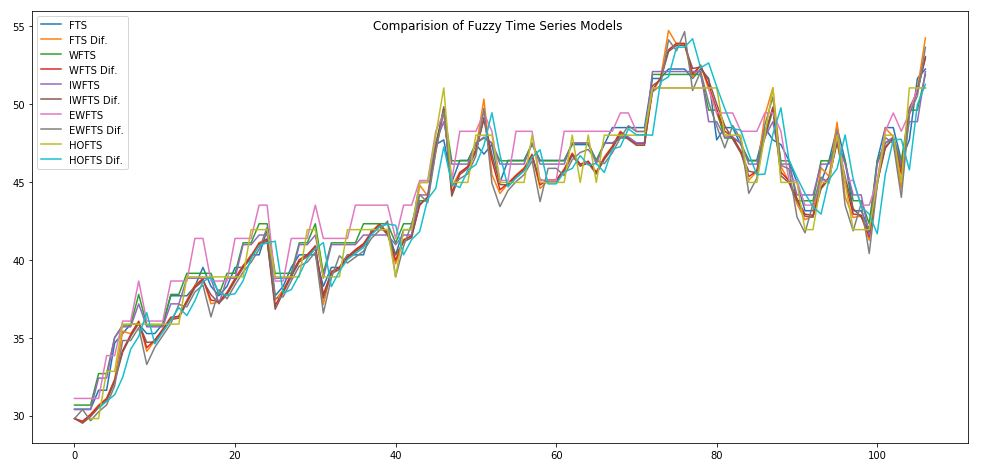 Comparision of Fuzzy Time Series Models
FTS
FTS Dif.
WFTS
WFTS Dif.
IWFTS
IWFTS Dif.
EWFTS
EWFTS Dif.
HOFTS
HOFTS Dif.
55
50
45
40
35
30
0 20 40 60 80 100